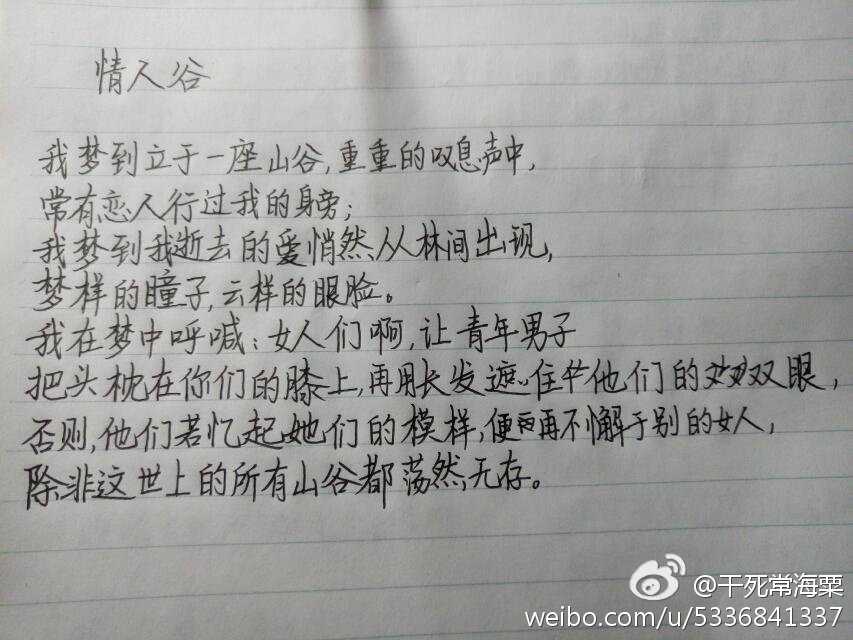 情人谷
我梦到立于一座山谷,重重的叹息声中,
常有恋人行过我的身旁;
我梦到我逝去的爱悄然从林间出现,
梦样的瞳子,云样的眼脸。
我在梦中呼喊:女人们啊,让青年男子
把头枕在你们的膝上,再用长发遮住他们的双眼,
否则,他们若忆起她们的模样,便再不懈于别的女人,
除非这世上的所有山谷都荡然无存。
@干死常海粟
weibo.com/u/5336841337